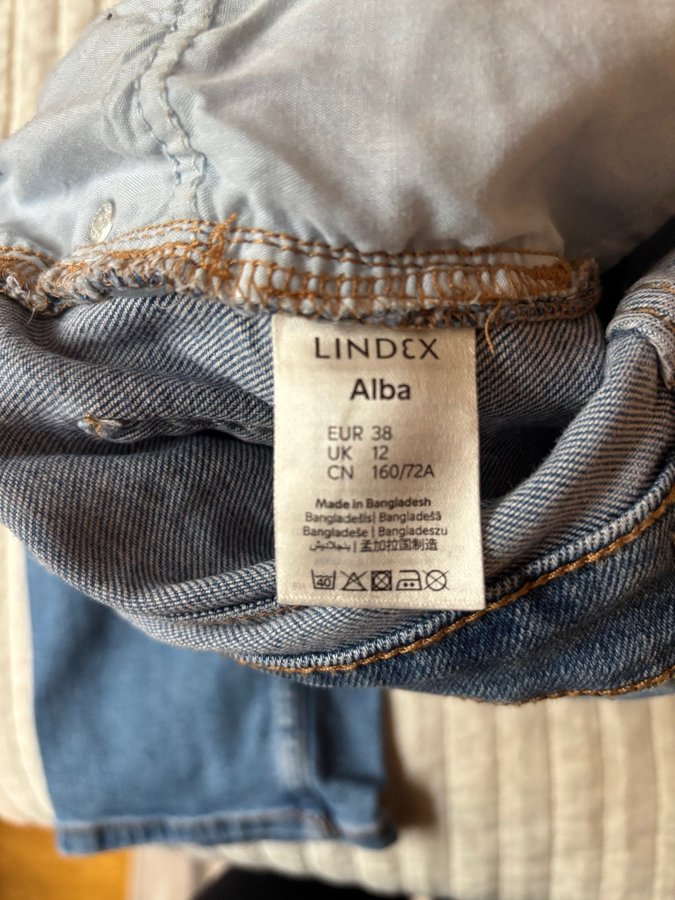 LINDEX
Alba
EUR 38
UK 12
CN 160/72A
Made in Bangladesh
Bangladešis| Bangladešā
Bangladeše | Bangladeszu
بنجلاديش | 孟加拉国制造
40